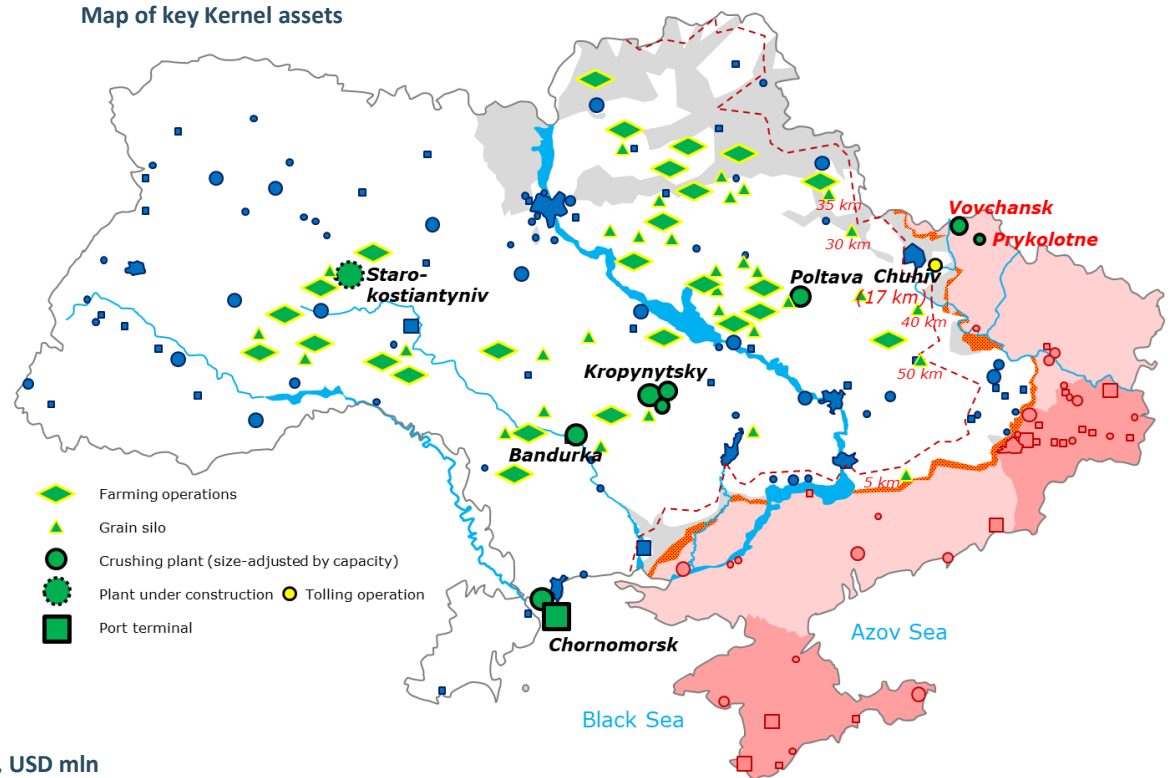 Map of key Kernel assets
35 km
Vovchansk
30 km
Prykolotne
Staro-
kostiantyniv
Poltava
Chuhiv
(17 km)
40 km
50 km
Kropynytsky
Bandurka
5 km
Farming operations
Grain silo
Crushing plant (size-adjusted by capacity)
Plant under construction
Tolling operation
Port terminal
Chornomorsk
Azov Sea
Black Sea
, USD mln